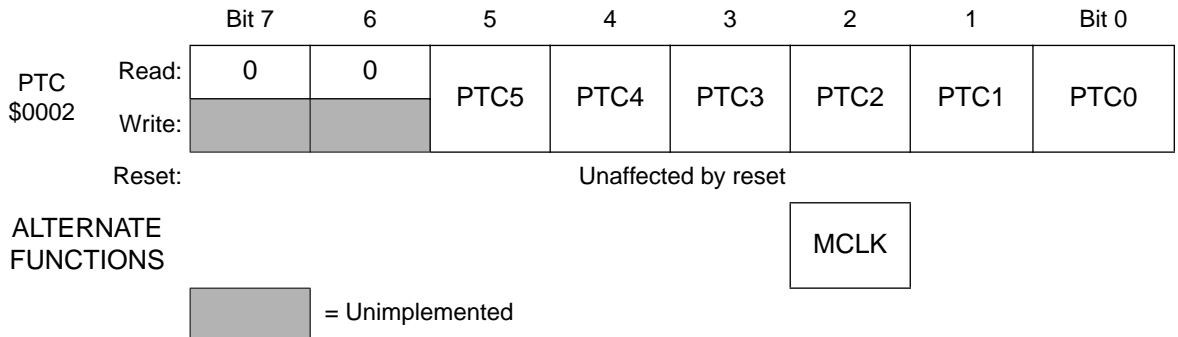 Bit 7 6 5 4 3 2 1 Bit 0
PTC $0002 Read: 0 0 PTC5 PTC4 PTC3 PTC2 PTC1 PTC0
Write:
Reset: Unaffected by reset
ALTERNATE
FUNCTIONS
MCLK
= Unimplemented